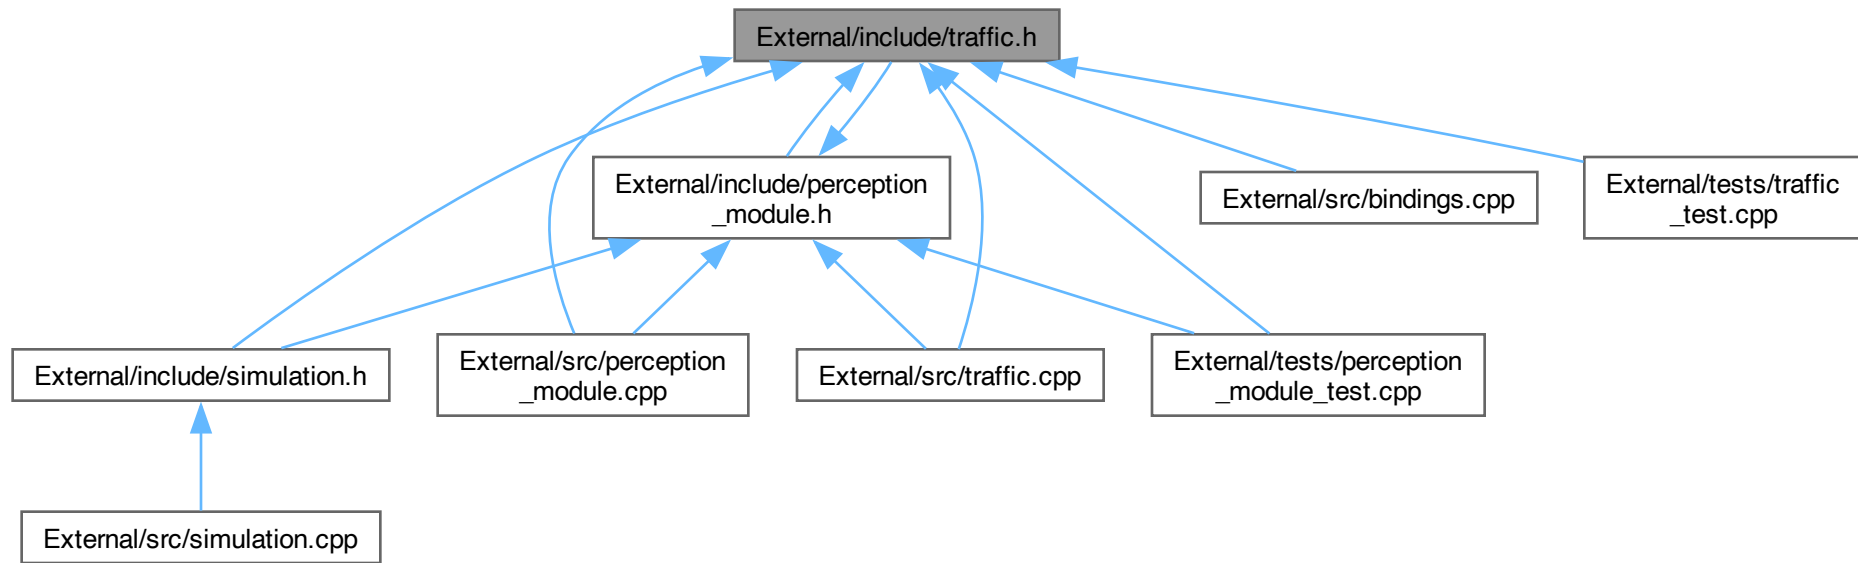 External/include/traffic.h
External/include/perception
_module.h
External/src/bindings.cpp
External/tests/traffic
_test.cpp
External/include/simulation.h
External/src/perception
_module.cpp
External/src/traffic.cpp
External/tests/perception
_module_test.cpp
External/src/simulation.cpp